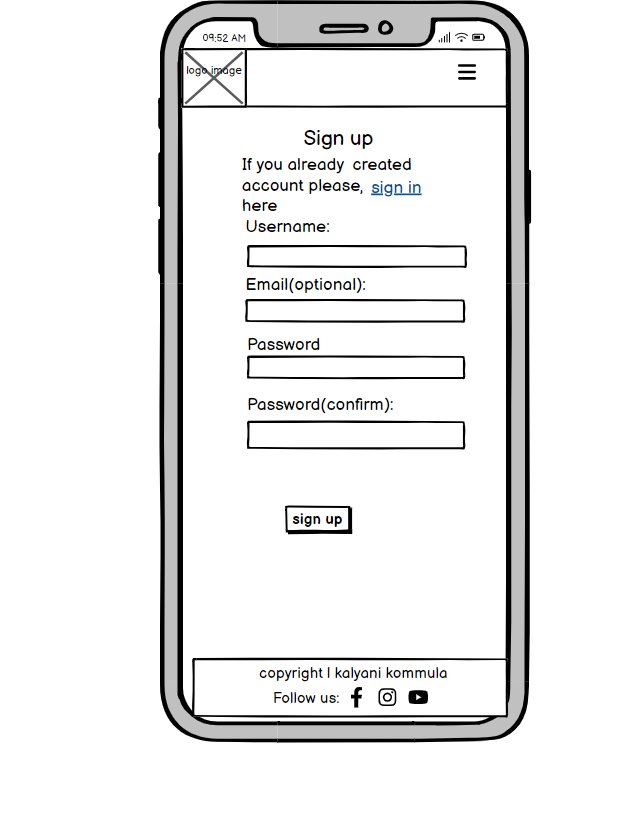 09:52 AM
logo image
Sign up
If you already created
account please, sign in
here
Username:
Email(optional):
Password
Password(confirm):
sign up
copyright | kalyani kommula
Follow us: